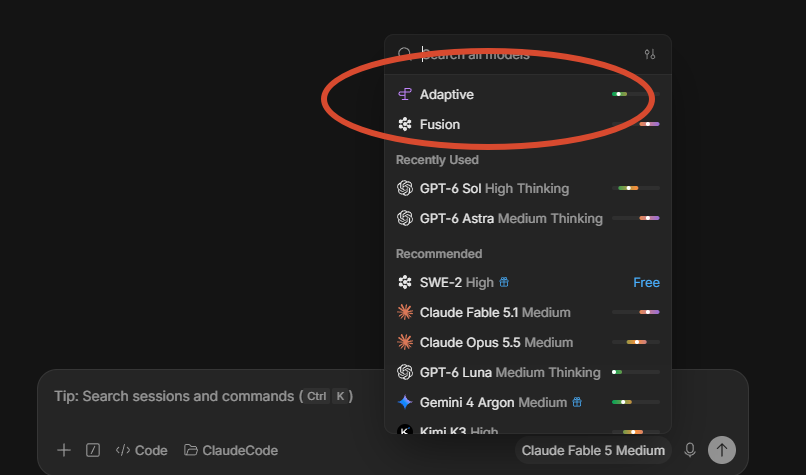 Search all models
Adaptive
Fusion
Recently Used
GPT-6 Sol High Thinking
GPT-6 Astra Medium Thinking
Recommended
SWE-2 High Free
Claude Fable 5.1 Medium
Claude Opus 5.5 Medium
GPT-6 Luna Medium Thinking
Gemini 4 Argon Medium
Kimi K3 High
Tip: Search sessions and commands ( Ctrl K )
Code ClaudeCode Claude Fable 5 Medium